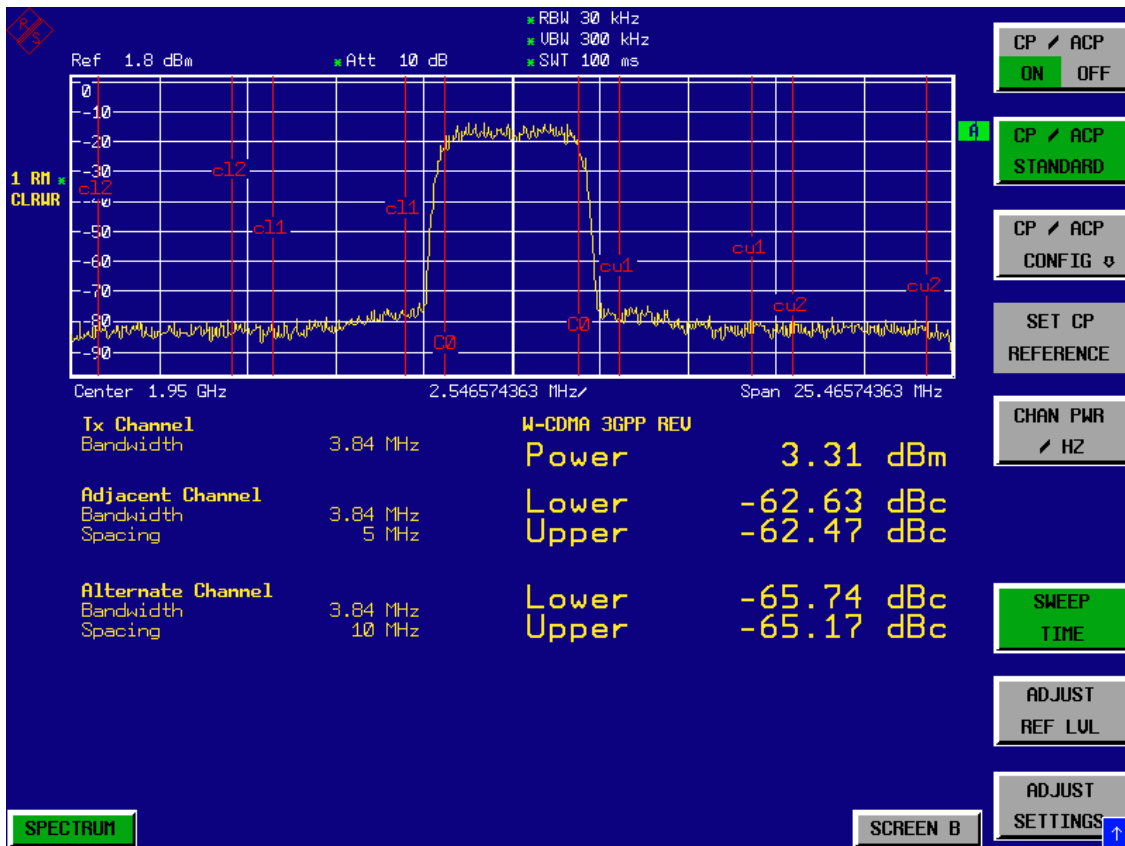 R S
* RBW 30 kHz
* VBW 300 kHz
Ref 1.8 dBm * Att 10 dB * SWT 100 ms
0
-10
-20
-30
-40
-50
-60
-70
-80
-90
1 RM *
CLRWR
A
cl2
cl2
cl1
cl1
C0
C0
cu1
cu1
cu2
cu2
Center 1.95 GHz 2.546574363 MHz/ Span 25.46574363 MHz
Tx Channel W-CDMA 3GPP REV
Bandwidth 3.84 MHz Power 3.31 dBm
Adjacent Channel Lower -62.63 dBc
Bandwidth 3.84 MHz
Spacing 5 MHz Upper -62.47 dBc
Alternate Channel Lower -65.74 dBc
Bandwidth 3.84 MHz
Spacing 10 MHz Upper -65.17 dBc
CP / ACP
ON OFF
CP / ACP
STANDARD
CP / ACP
CONFIG
SET CP
REFERENCE
CHAN PWR
/ HZ
SWEEP
TIME
ADJUST
REF LVL
ADJUST
SETTINGS
SPECTRUM SCREEN B